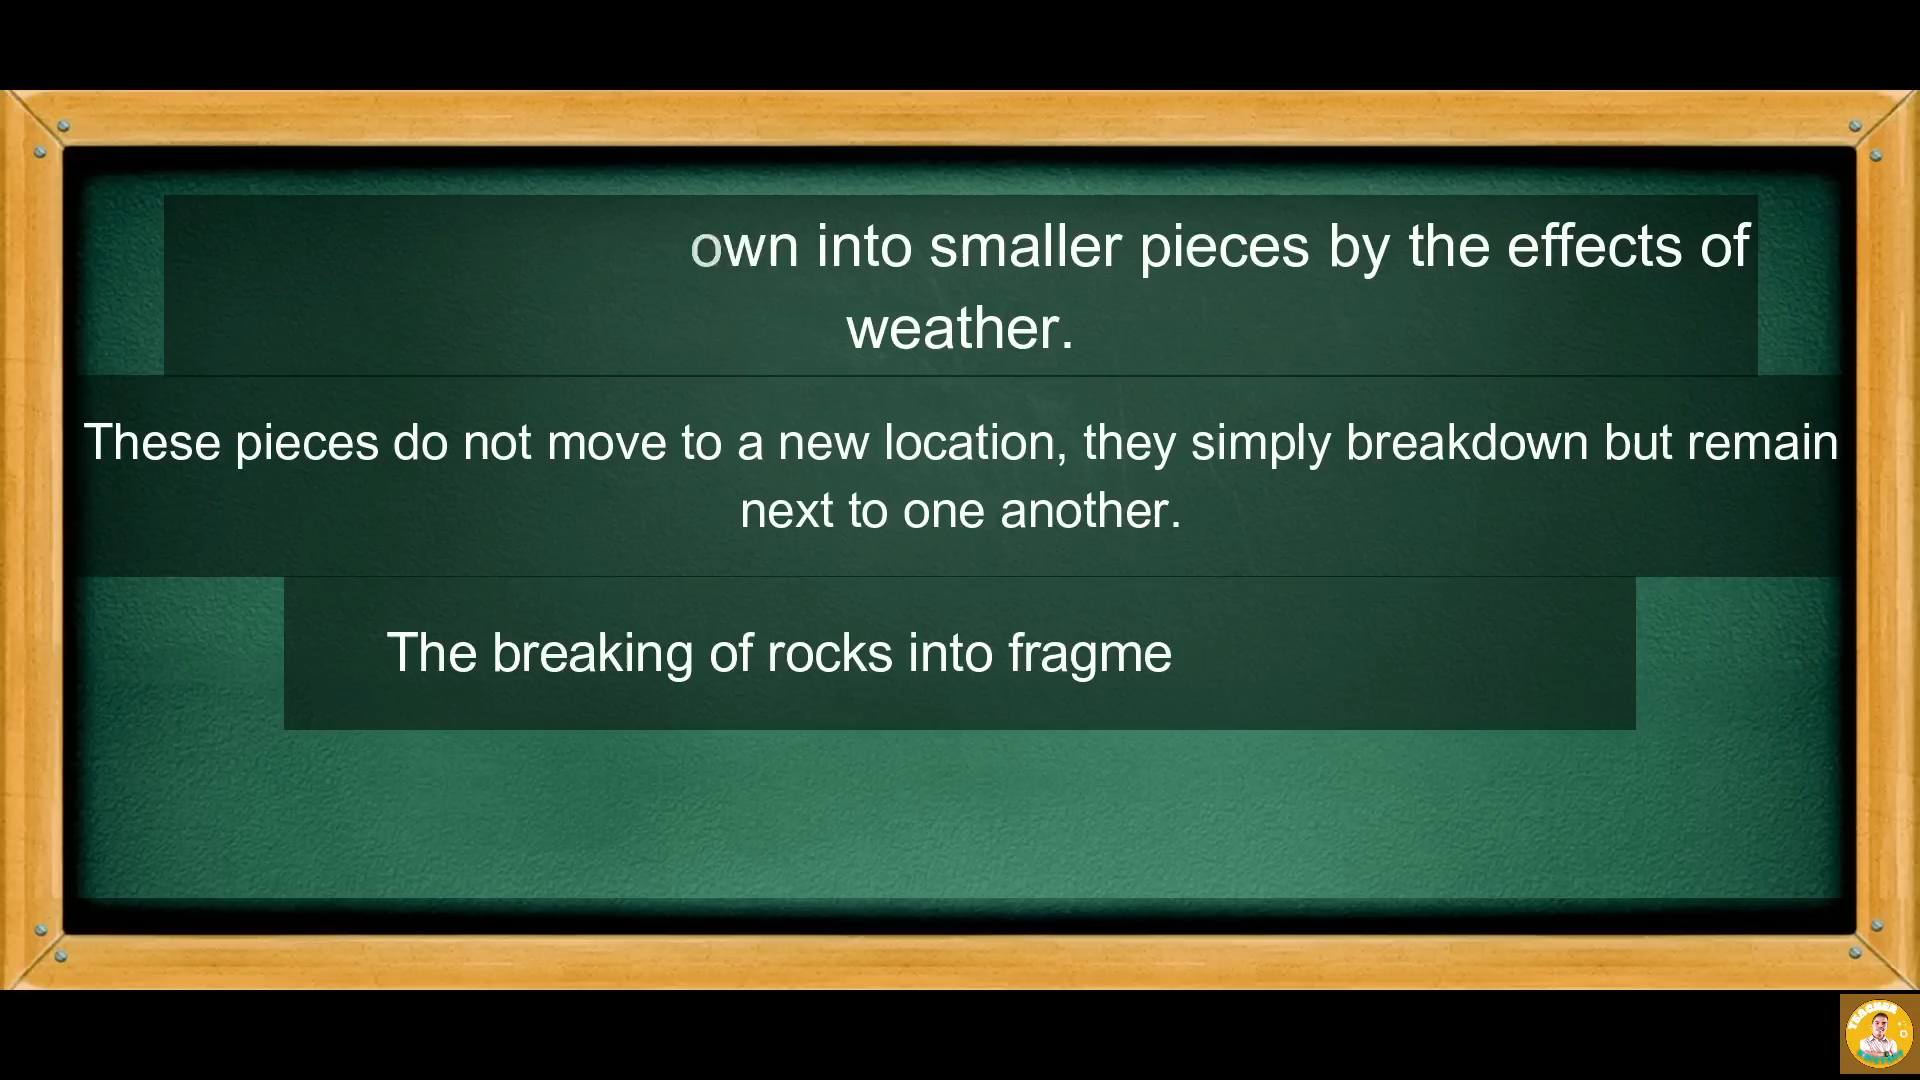 own into smaller pieces by the effects of
weather.
These pieces do not move to a new location, they simply breakdown but remain
next to one another.
The breaking of rocks into fragme
TEACHER